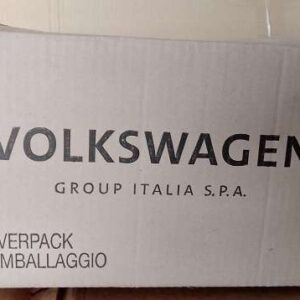 VOLKSWAGEN
GROUP ITALIA S.P.A.
VERPACK
MBALLAGGIO